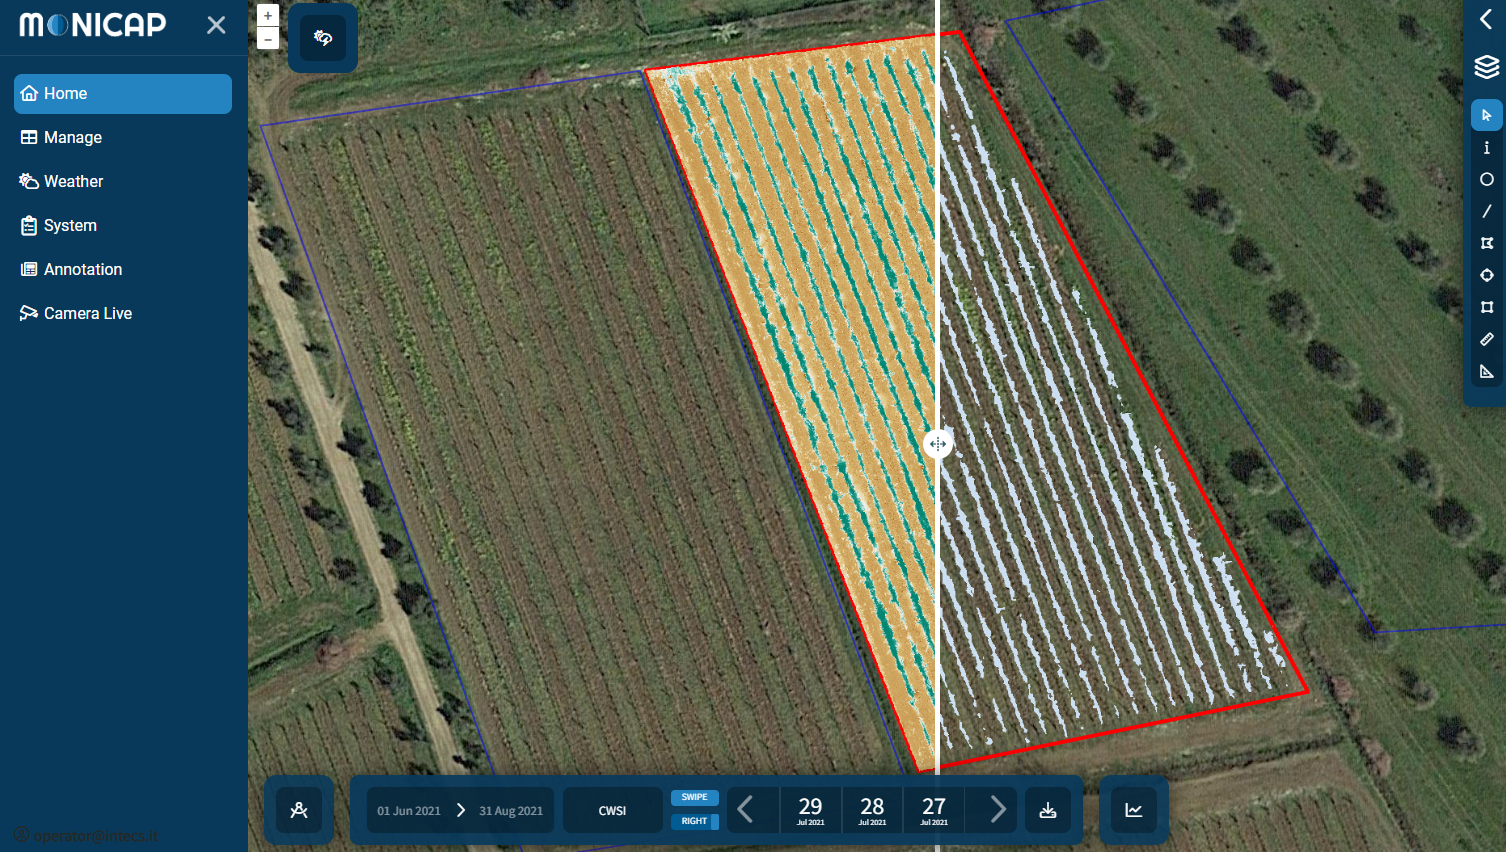 MONICAP
+
−
Home
Manage
Weather
System
Annotation
Camera Live
operator@intecs.it
01 Jun 2021
31 Aug 2021
CWSI
SWIPE
RIGHT
29
Jul 2021
28
Jul 2021
27
Jul 2021